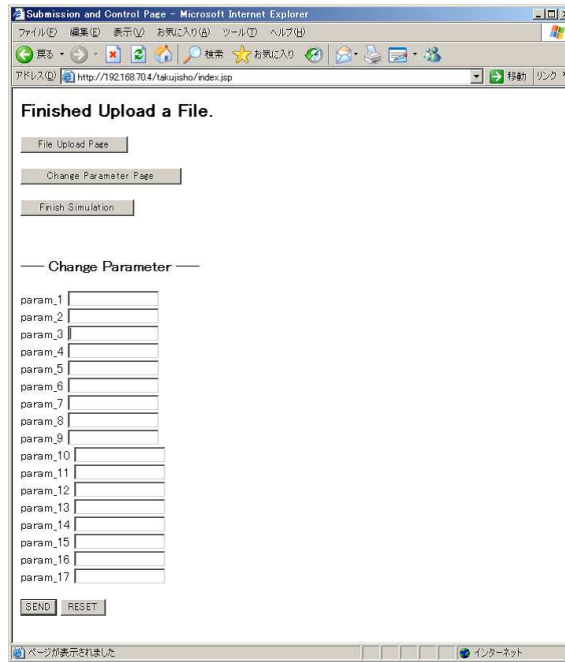 Submission and Control Page - Microsoft Internet Explorer
ファイル(F) 編集(E) 表示(V) お気に入り(A) ツール(T) ヘルプ(H)
戻る 検索 お気に入り
アドレス(D) http://192.168.70.4/takujisho/index.jsp 移動 リンク
Finished Upload a File.
File Upload Page
Change Parameter Page
Finish Simulation
── Change Parameter ──
param_1
param_2
param_3
param_4
param_5
param_6
param_7
param_8
param_9
param_10
param_11
param_12
param_13
param_14
param_15
param_16
param_17
SEND RESET
ページが表示されました インターネット